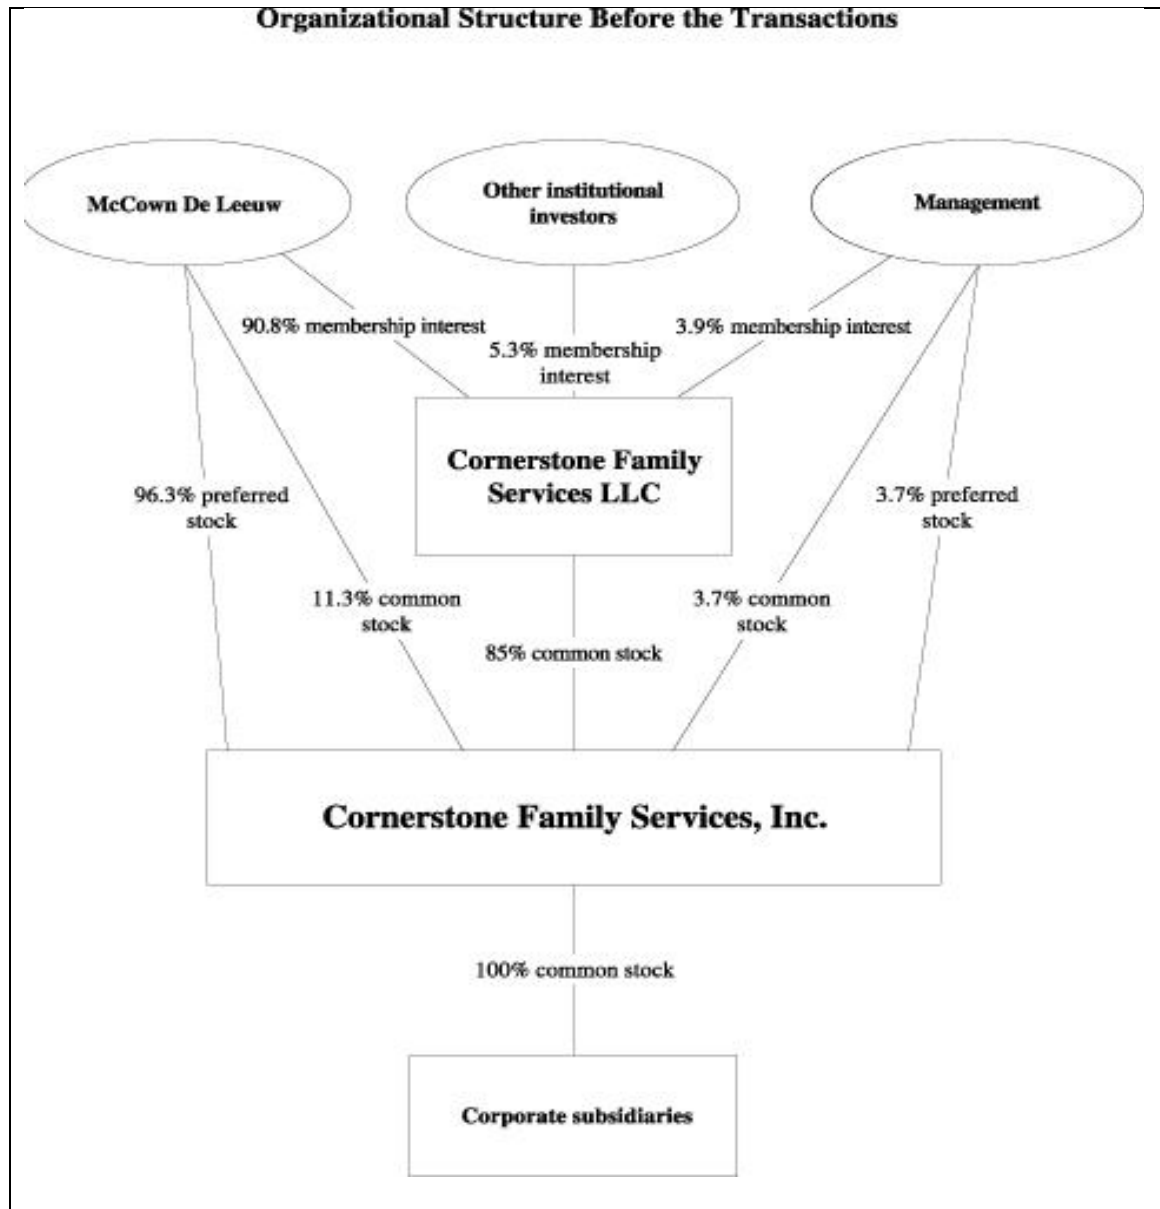 Organizational Structure Before the Transactions
McCown De Leeuw
Other institutional
investors
Management
90.8% membership interest
5.3% membership
interest
3.9% membership interest
Cornerstone Family
Services LLC
96.3% preferred
stock
3.7% preferred
stock
11.3% common
stock
3.7% common
stock
85% common stock
Cornerstone Family Services, Inc.
100% common stock
Corporate subsidiaries